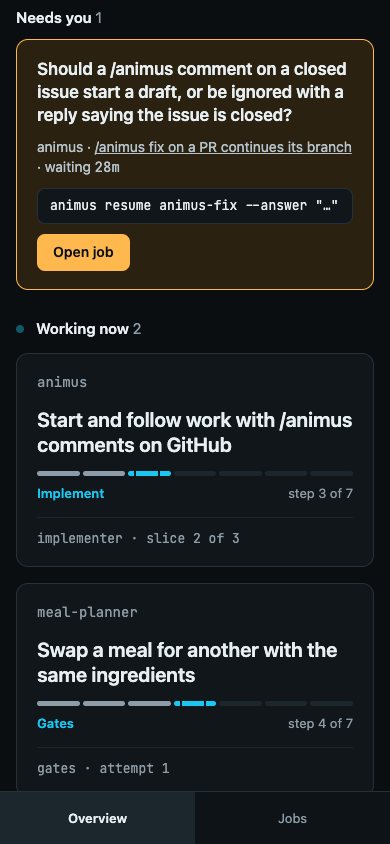 Needs you 1
Should a /animus comment on a closed
issue start a draft, or be ignored with a
reply saying the issue is closed?
animus · /animus fix on a PR continues its branch
· waiting 28m
animus resume animus-fix --answer "…"
Open job
Working now 2
animus
Start and follow work with /animus
comments on GitHub
Implement step 3 of 7
implementer · slice 2 of 3
meal-planner
Swap a meal for another with the
same ingredients
Gates step 4 of 7
gates · attempt 1
Overview Jobs